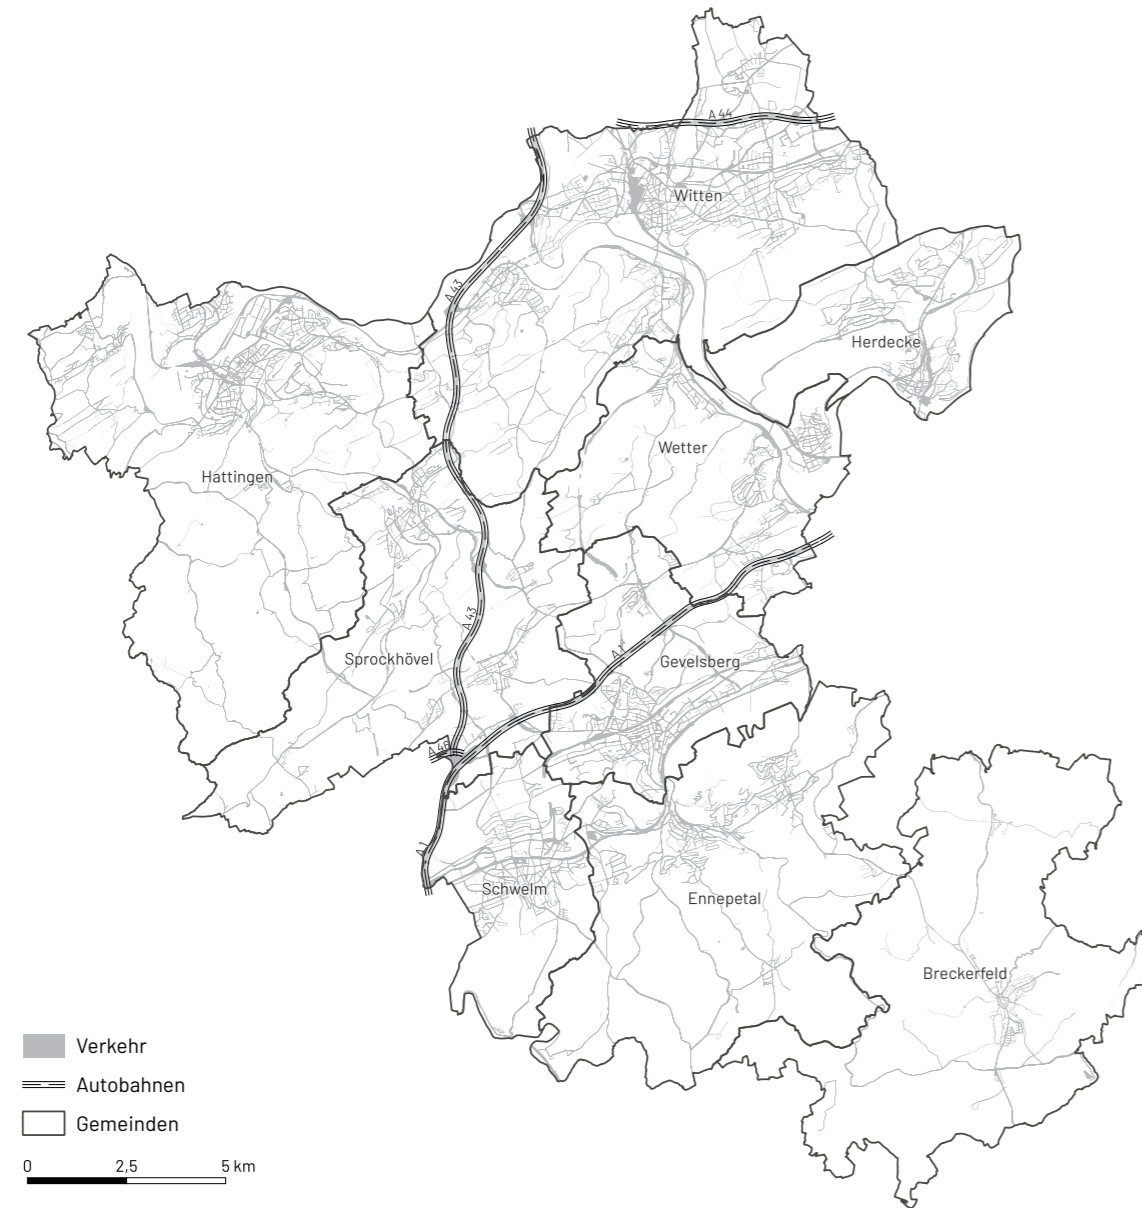 A 44
Witten
A 43
Herdecke
Wetter
Hattingen
A 43
Sprockhövel
A 1
Gevelsberg
A 46
A 1
Schwelm
Ennepetal
Breckerfeld
Verkehr
Autobahnen
Gemeinden
0 2,5 5 km